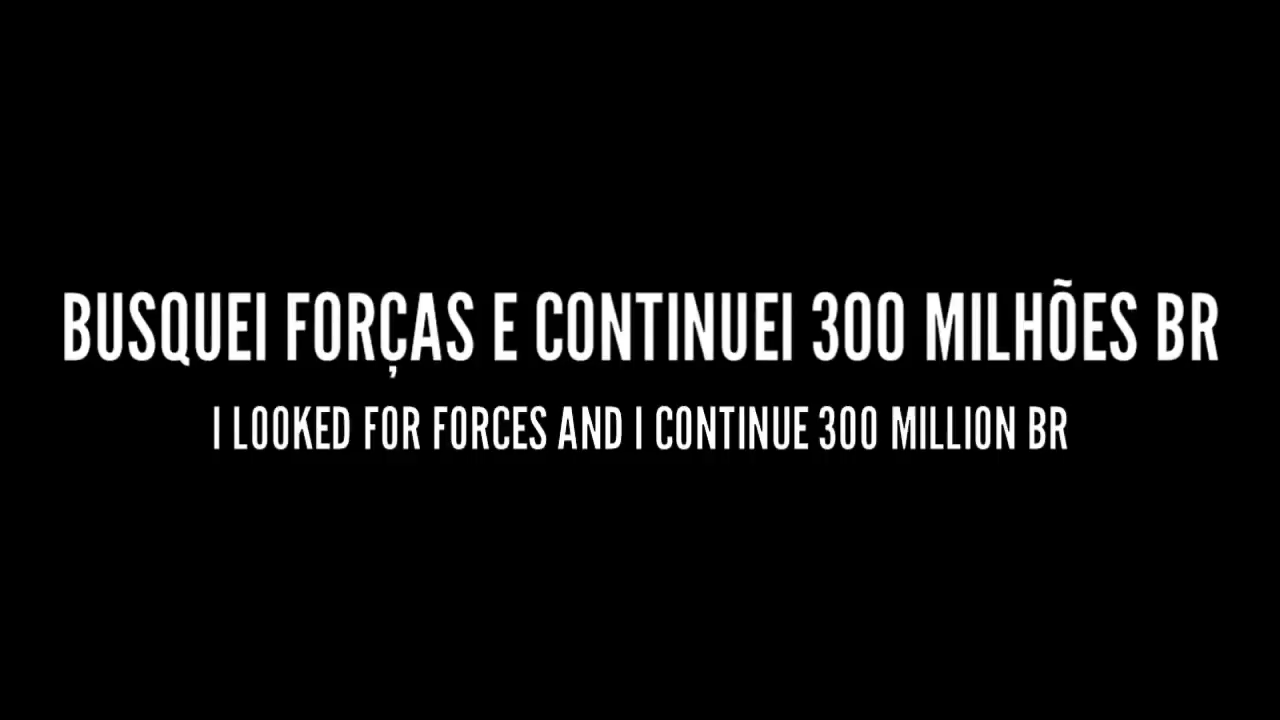 BUSQUEI FORÇAS E CONTINUEI 300 MILHÕES BR
I LOOKED FOR FORCES AND I CONTINUE 300 MILLION BR